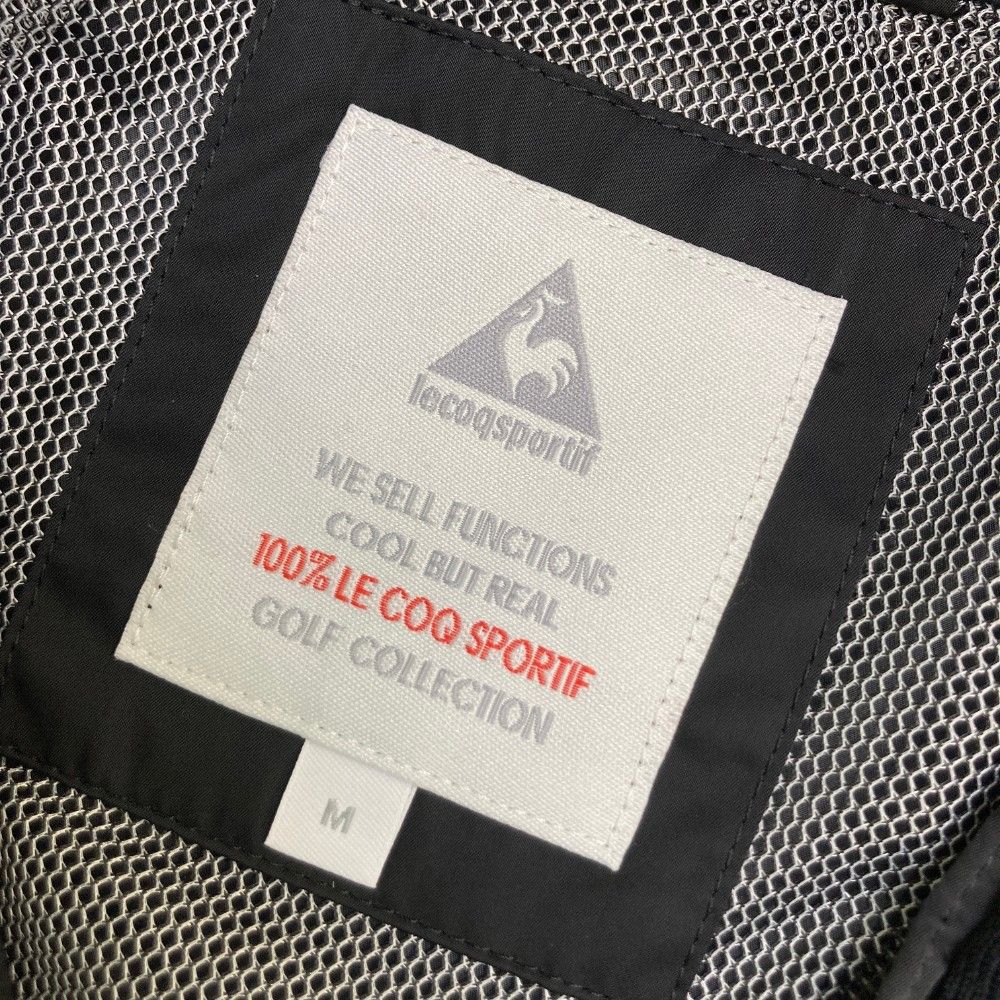 lecoqsportif
WE SELL FUNCTIONS
COOL BUT REAL
100% LE COQ SPORTIF
GOLF COLLECTION
M